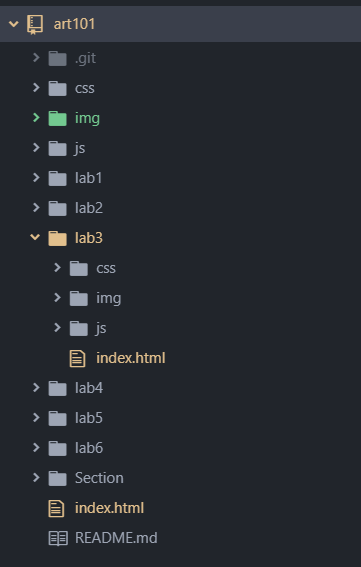 art101
.git
css
img
js
lab1
lab2
lab3
css
img
js
index.html
lab4
lab5
lab6
Section
index.html
README.md